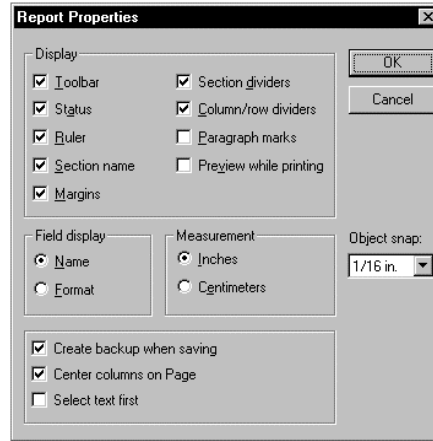 Report Properties
Display
Toolbar
Section dividers
Status
Column/row dividers
Ruler
Paragraph marks
Section name
Preview while printing
Margins
OK
Cancel
Field display
Name
Format
Measurement
Inches
Centimeters
Object snap:
1/16 in.
Create backup when saving
Center columns on Page
Select text first